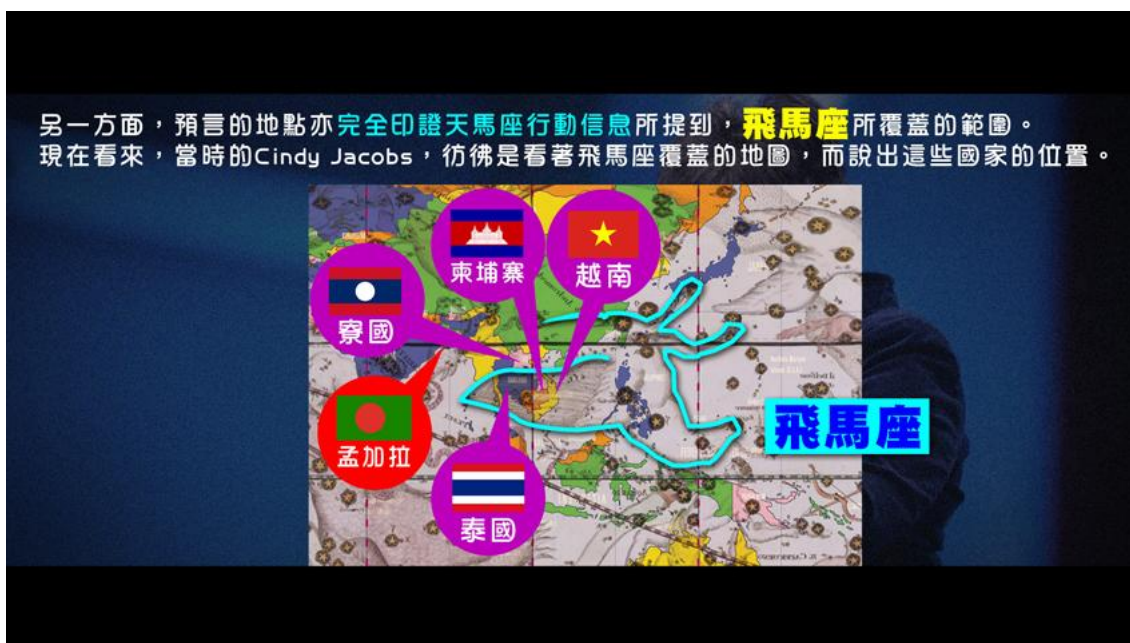 另一方面，預言的地點亦完全印證天馬座行動信息所提到，飛馬座所覆蓋的範圍。
現在看來，當時的Cindy Jacobs，彷彿是看著飛馬座覆蓋的地圖，而說出這些國家的位置。
柬埔寨
越南
寮國
孟加拉
飛馬座
泰國